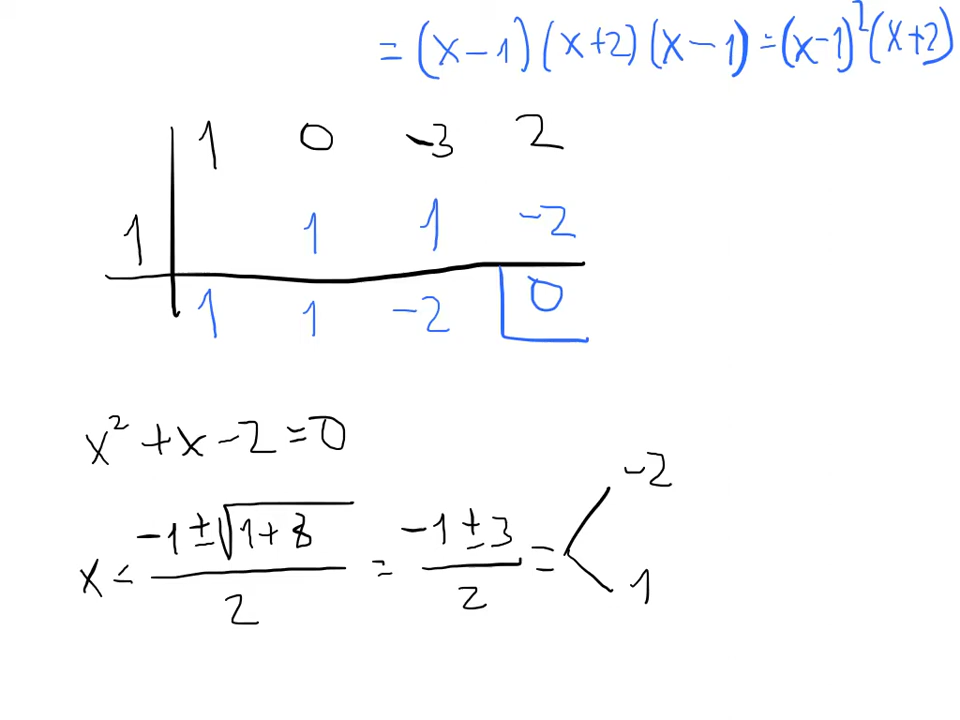 = (x-1) (x+2) (x-1) = (x-1)² (x+2)
1 0 -3 2
1 1 1 -2
1 1 -2 0
x² + x - 2 = 0
x = (-1 ± √(1+8))/2 = (-1 ± 3)/2 = < -2
1